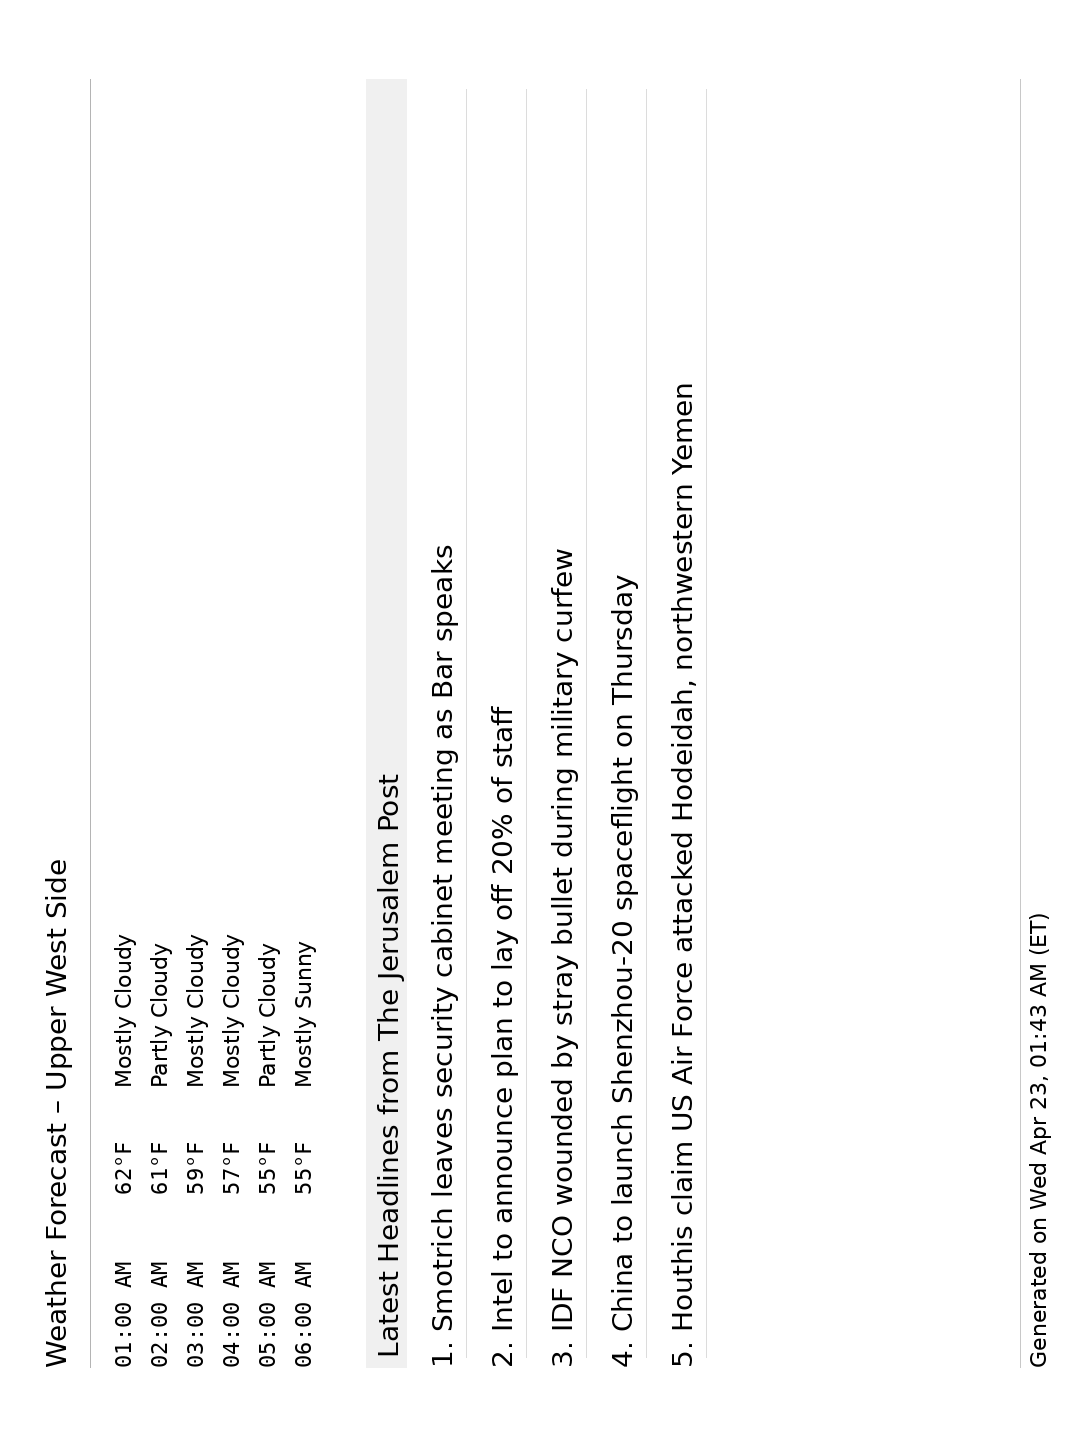 Weather Forecast – Upper West Side
01:00 AM 62°F Mostly Cloudy
02:00 AM 61°F Partly Cloudy
03:00 AM 59°F Mostly Cloudy
04:00 AM 57°F Mostly Cloudy
05:00 AM 55°F Partly Cloudy
06:00 AM 55°F Mostly Sunny
Latest Headlines from The Jerusalem Post
1. Smotrich leaves security cabinet meeting as Bar speaks
2. Intel to announce plan to lay off 20% of staff
3. IDF NCO wounded by stray bullet during military curfew
4. China to launch Shenzhou-20 spaceflight on Thursday
5. Houthis claim US Air Force attacked Hodeidah, northwestern Yemen
Generated on Wed Apr 23, 01:43 AM (ET)